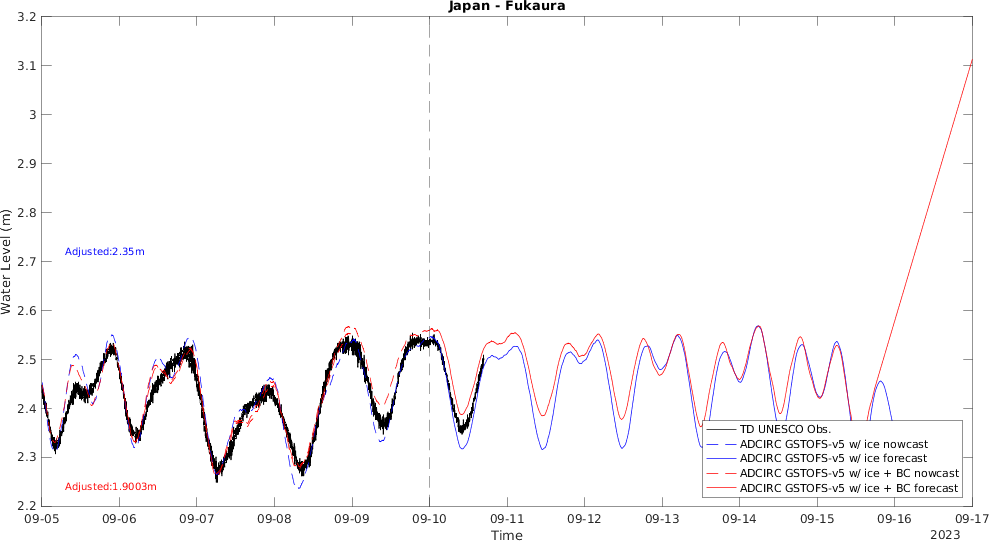 Japan - Fukaura
3.2
3.1
3
2.9
2.8
2.7
2.6
2.5
2.4
2.3
2.2
Water Level (m)
Adjusted:2.35m
Adjusted:1.9003m
TD UNESCO Obs.
ADCIRC GSTOFS-v5 w/ ice nowcast
ADCIRC GSTOFS-v5 w/ ice forecast
ADCIRC GSTOFS-v5 w/ ice + BC nowcast
ADCIRC GSTOFS-v5 w/ ice + BC forecast
09-05 09-06 09-07 09-08 09-09 09-10 09-11 09-12 09-13 09-14 09-15 09-16 09-17
Time
2023